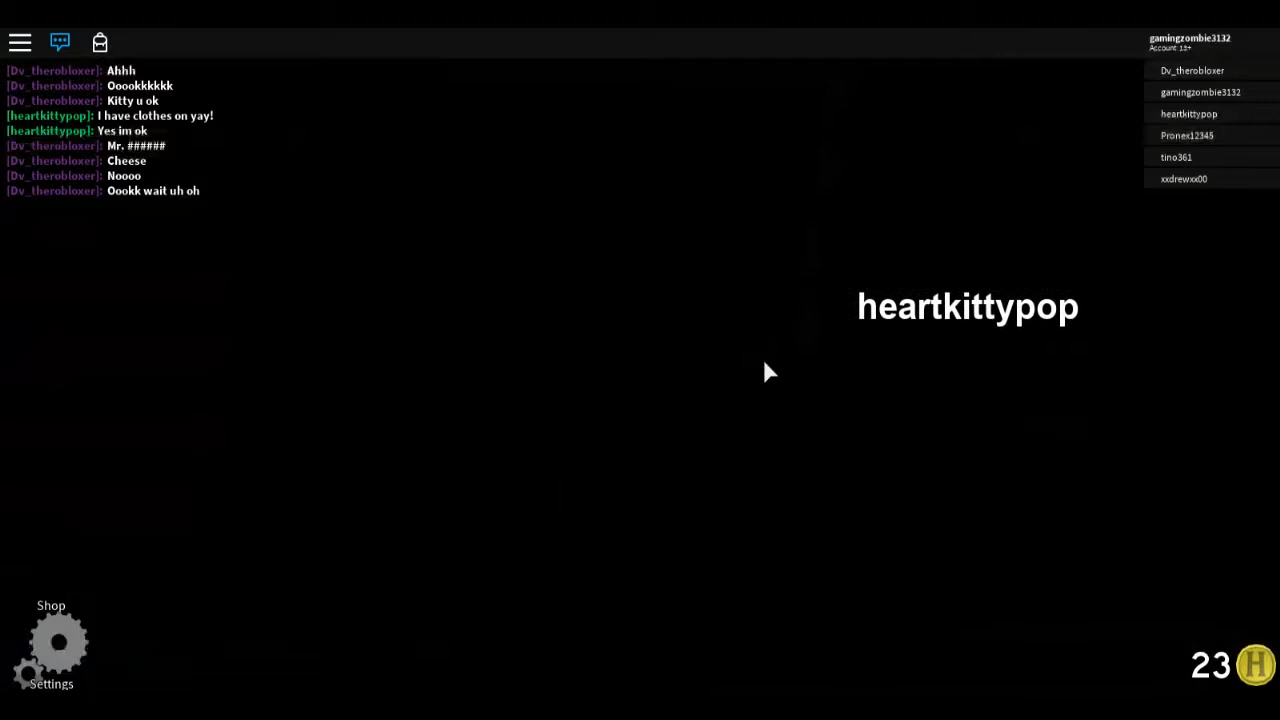 gamingzombie3132
Account: 13+
[Dv_therobloxer]: Ahhh
[Dv_therobloxer]: Ooookkkkkk
[Dv_therobloxer]: Kitty u ok
[heartkittypop]: I have clothes on yay!
[heartkittypop]: Yes im ok
[Dv_therobloxer]: Mr. ######
[Dv_therobloxer]: Cheese
[Dv_therobloxer]: Noooo
[Dv_therobloxer]: Oookk wait uh oh
Dv_therobloxer
gamingzombie3132
heartkittypop
Pronex12345
tino361
xxdrewxx00
heartkittypop
Shop
Settings
23 H